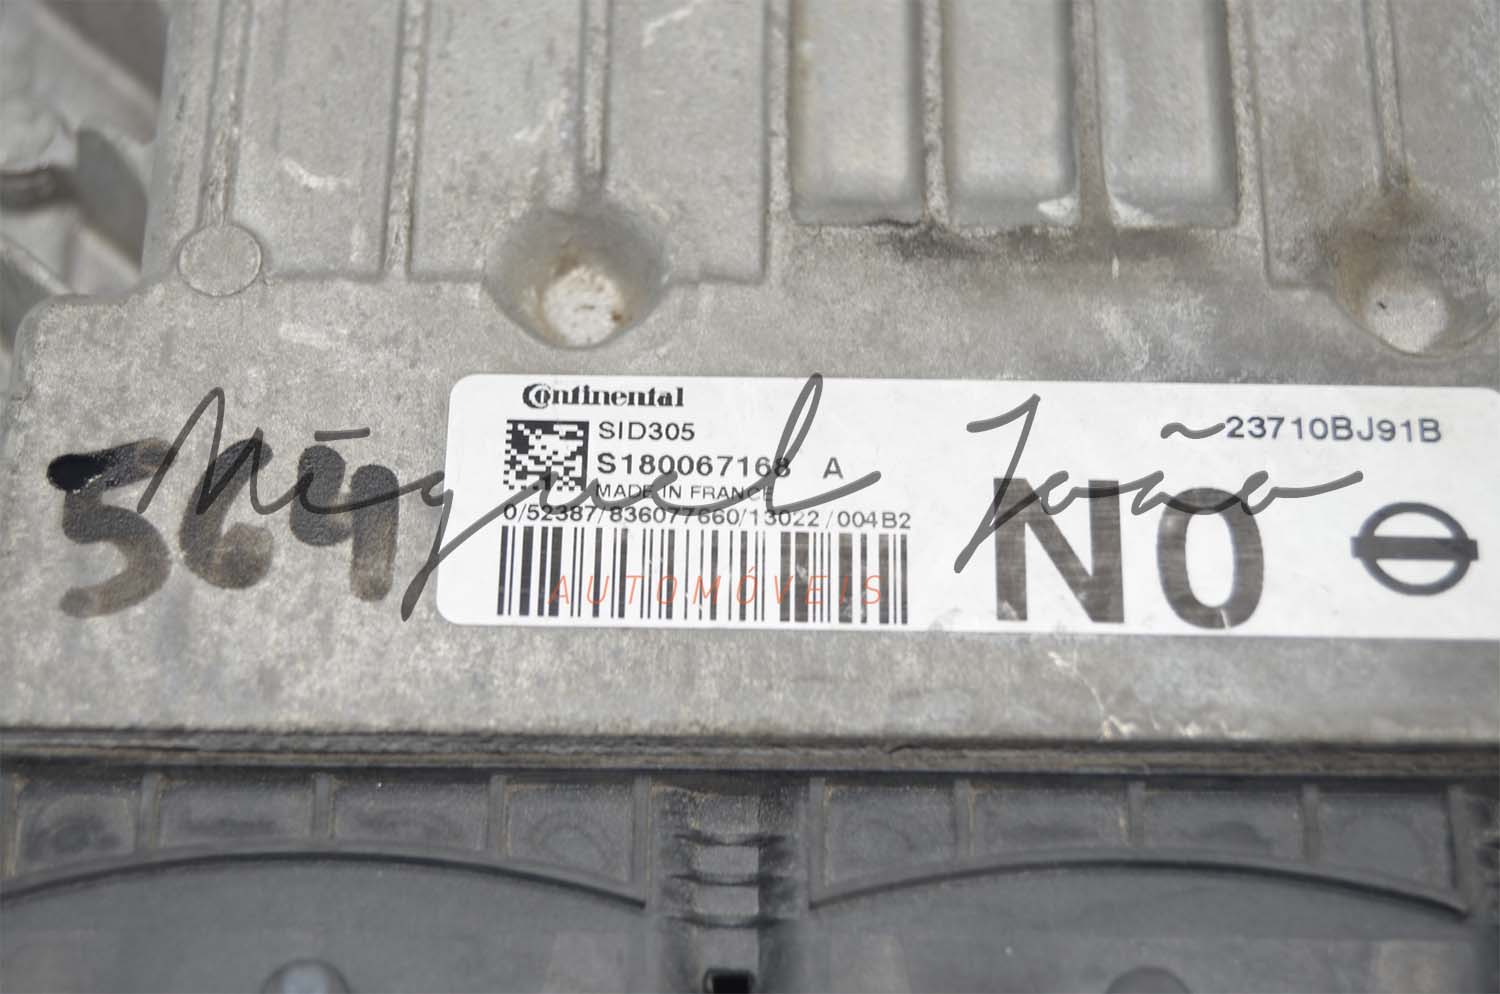 Continental
SID305
S180067168 A
MADE IN FRANCE
0/52387/836077660/13022/004B2
23710BJ91B
N0
564
Miguel João
AUTOMÓVEIS